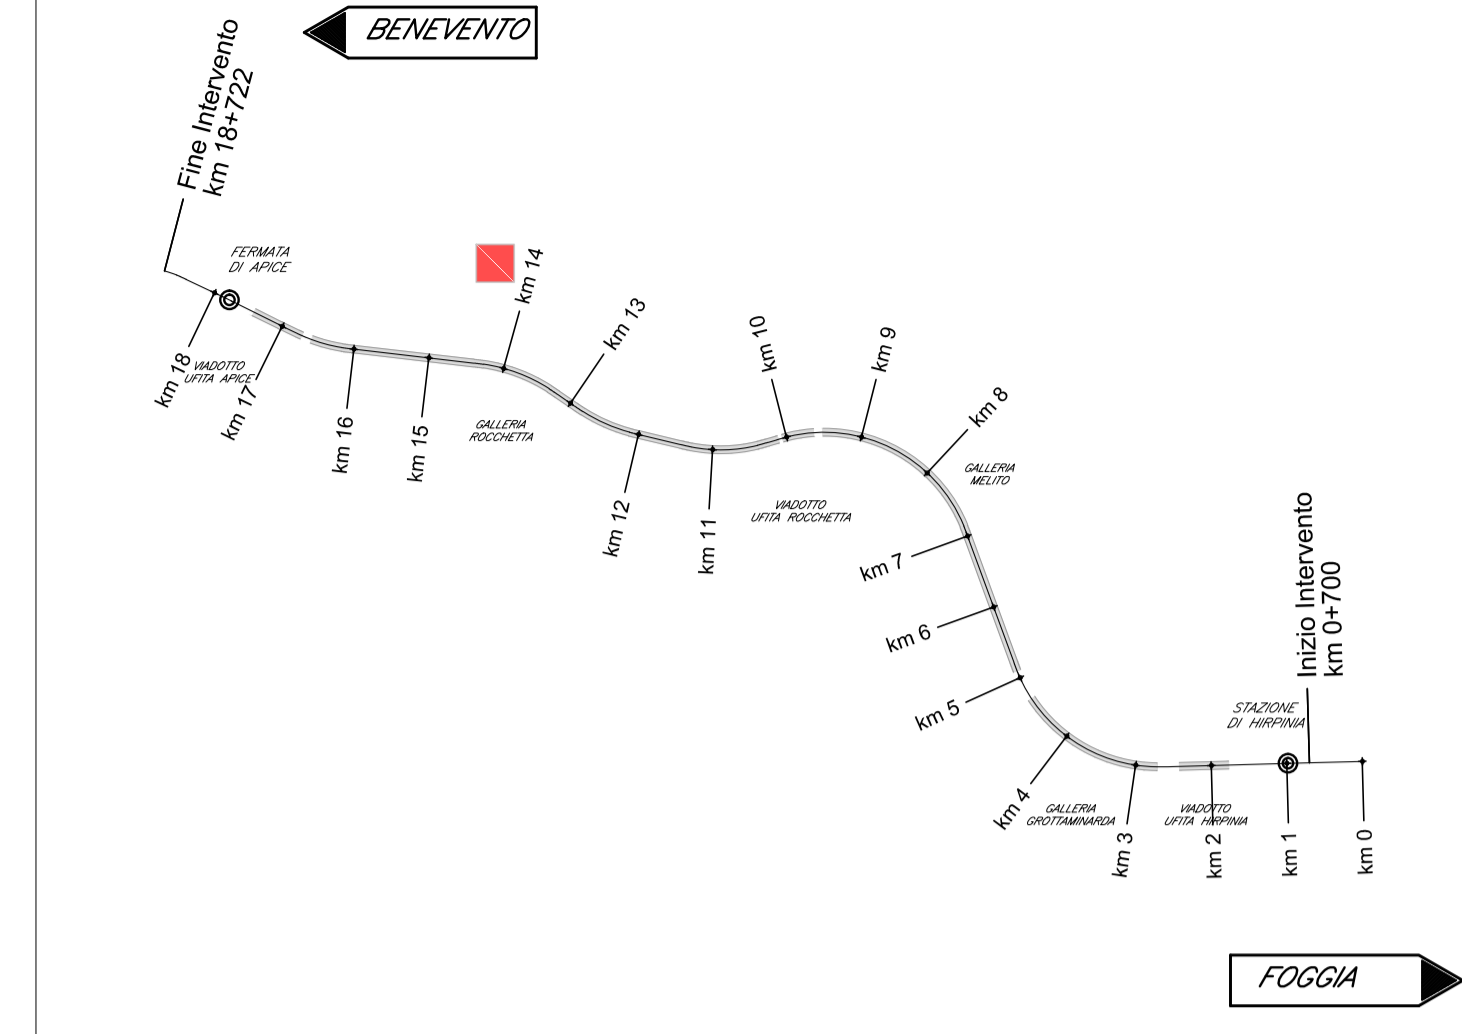 BENEVENTO
Fine Intervento
km 18+722
FERMATA
DI APICE
km 14
km 13
km 10
km 9
km 18
VIADOTTO
UFITA APICE
km 17
km 16
km 15
GALLERIA
ROCCHETTA
km 8
GALLERIA
MELITO
km 12
km 11
VIADOTTO
UFITA ROCCHETTA
km 7
km 6
km 5
Inizio Intervento
km 0+700
STAZIONE
DI HIRPINIA
km 4
GALLERIA
GROTTAMINARDA
VIADOTTO
UFITA HIRPINIA
km 3
km 2
km 1
km 0
FOGGIA